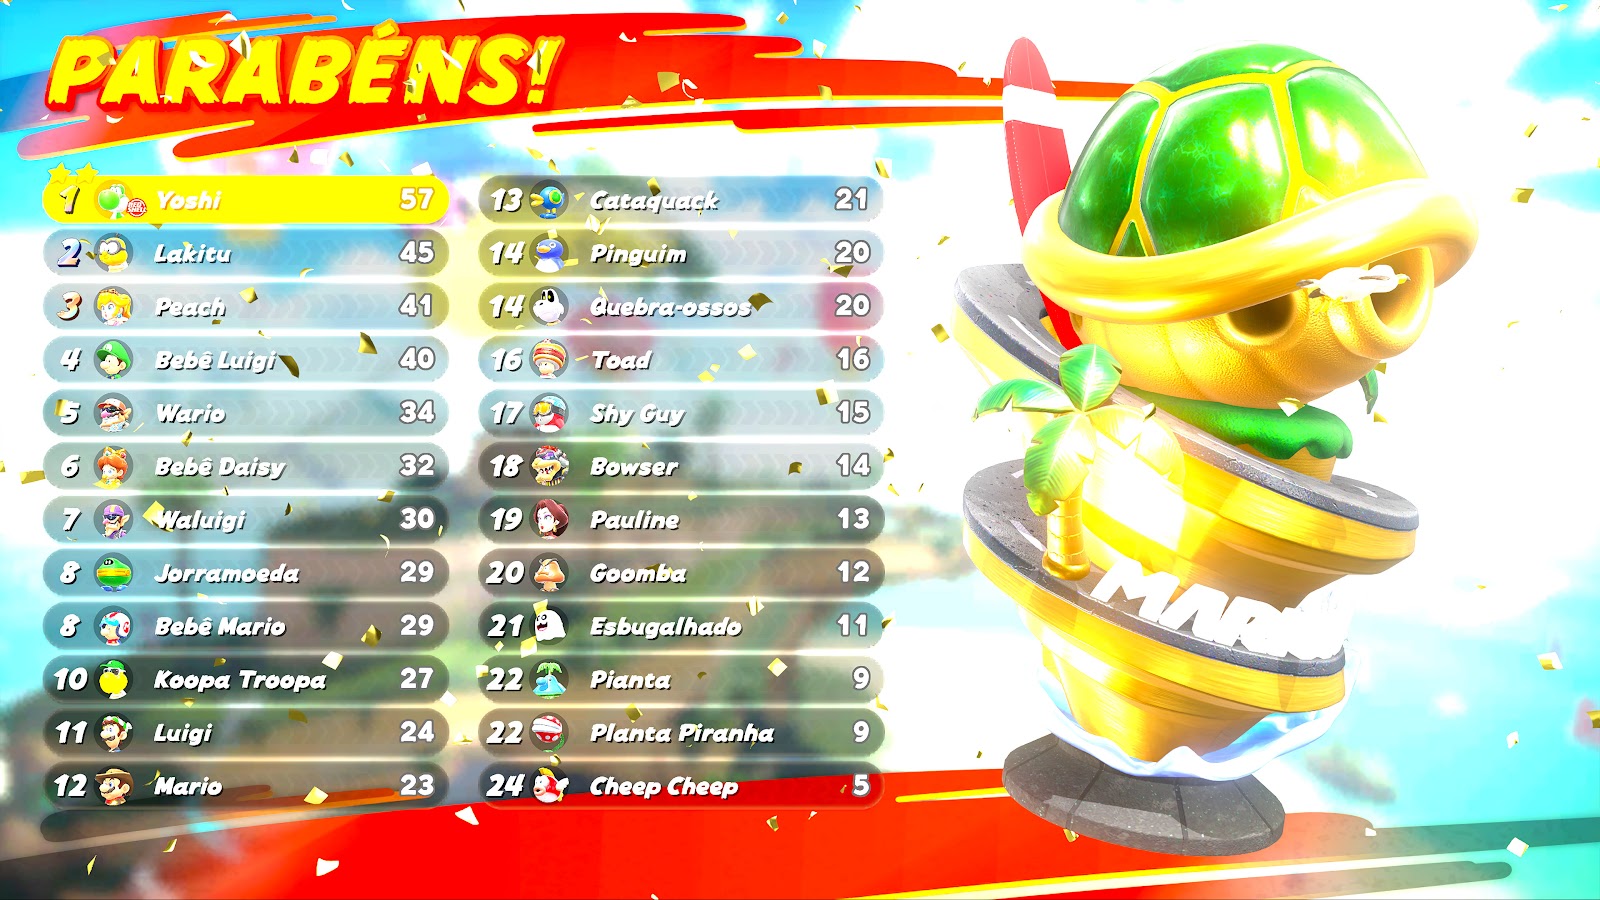 PARABÉNS!
1 Yoshi 57
2 Lakitu 45
3 Peach 41
4 Bebê Luigi 40
5 Wario 34
6 Bebê Daisy 32
7 Waluigi 30
8 Jorramoeda 29
8 Bebê Mario 29
10 Koopa Troopa 27
11 Luigi 24
12 Mario 23
13 Cataquack 21
14 Pinguim 20
14 Quebra-ossos 20
16 Toad 16
17 Shy Guy 15
18 Bowser 14
19 Pauline 13
20 Goomba 12
21 Esbugalhado 11
22 Pianta 9
22 Planta Piranha 9
24 Cheep Cheep 5